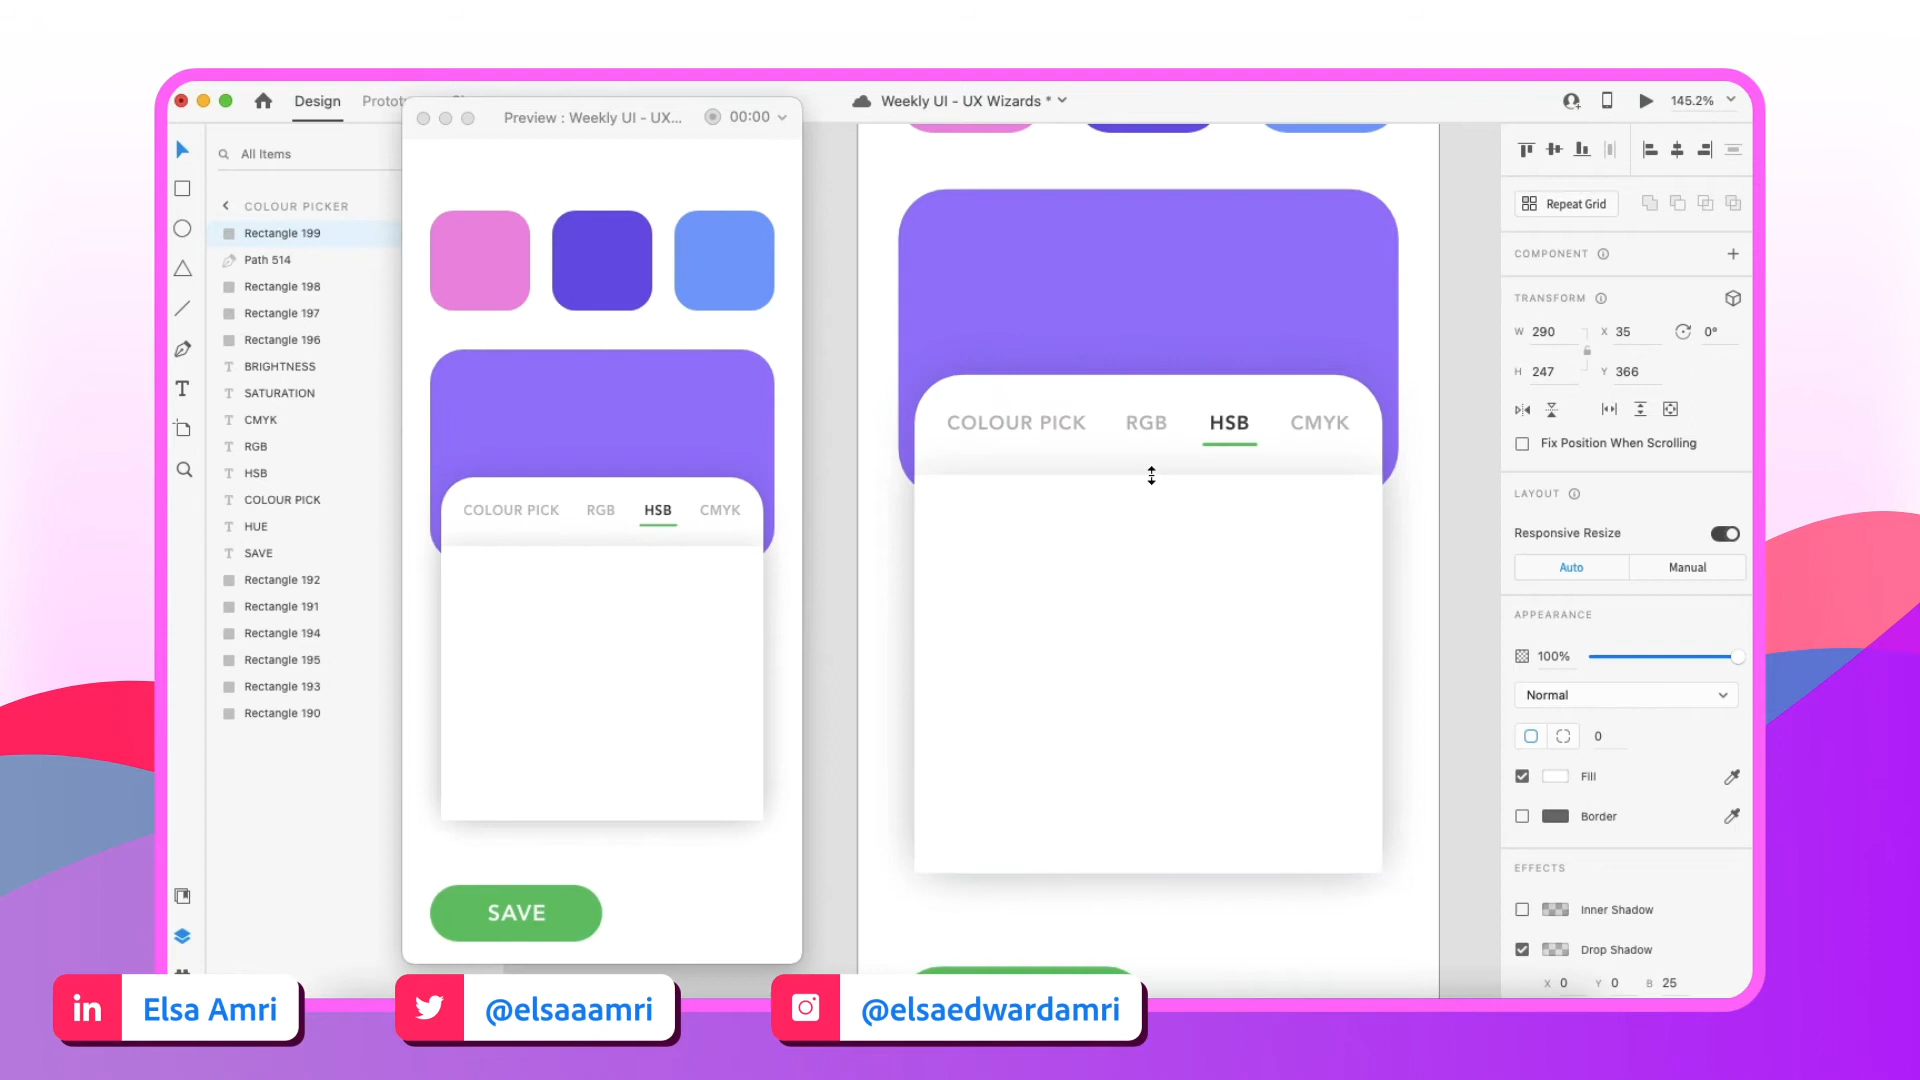 Design
Protot
Weekly UI - UX Wizards *
145.2%
Preview : Weekly UI - UX...
00:00
All Items
COLOUR PICKER
Rectangle 199
Path 514
Rectangle 198
Rectangle 197
Rectangle 196
BRIGHTNESS
SATURATION
CMYK
RGB
HSB
COLOUR PICK
HUE
SAVE
Rectangle 192
Rectangle 191
Rectangle 194
Rectangle 195
Rectangle 193
Rectangle 190
COLOUR PICK RGB HSB CMYK
SAVE
COLOUR PICK RGB HSB CMYK
Repeat Grid
COMPONENT
TRANSFORM
W 290 X 35 0°
H 247 Y 366
Fix Position When Scrolling
LAYOUT
Responsive Resize
Auto Manual
APPEARANCE
100%
Normal
0
Fill
Border
EFFECTS
Inner Shadow
Drop Shadow
X 0 Y 0 B 25
in Elsa Amri
@elsaaamri
@elsaedwardamri